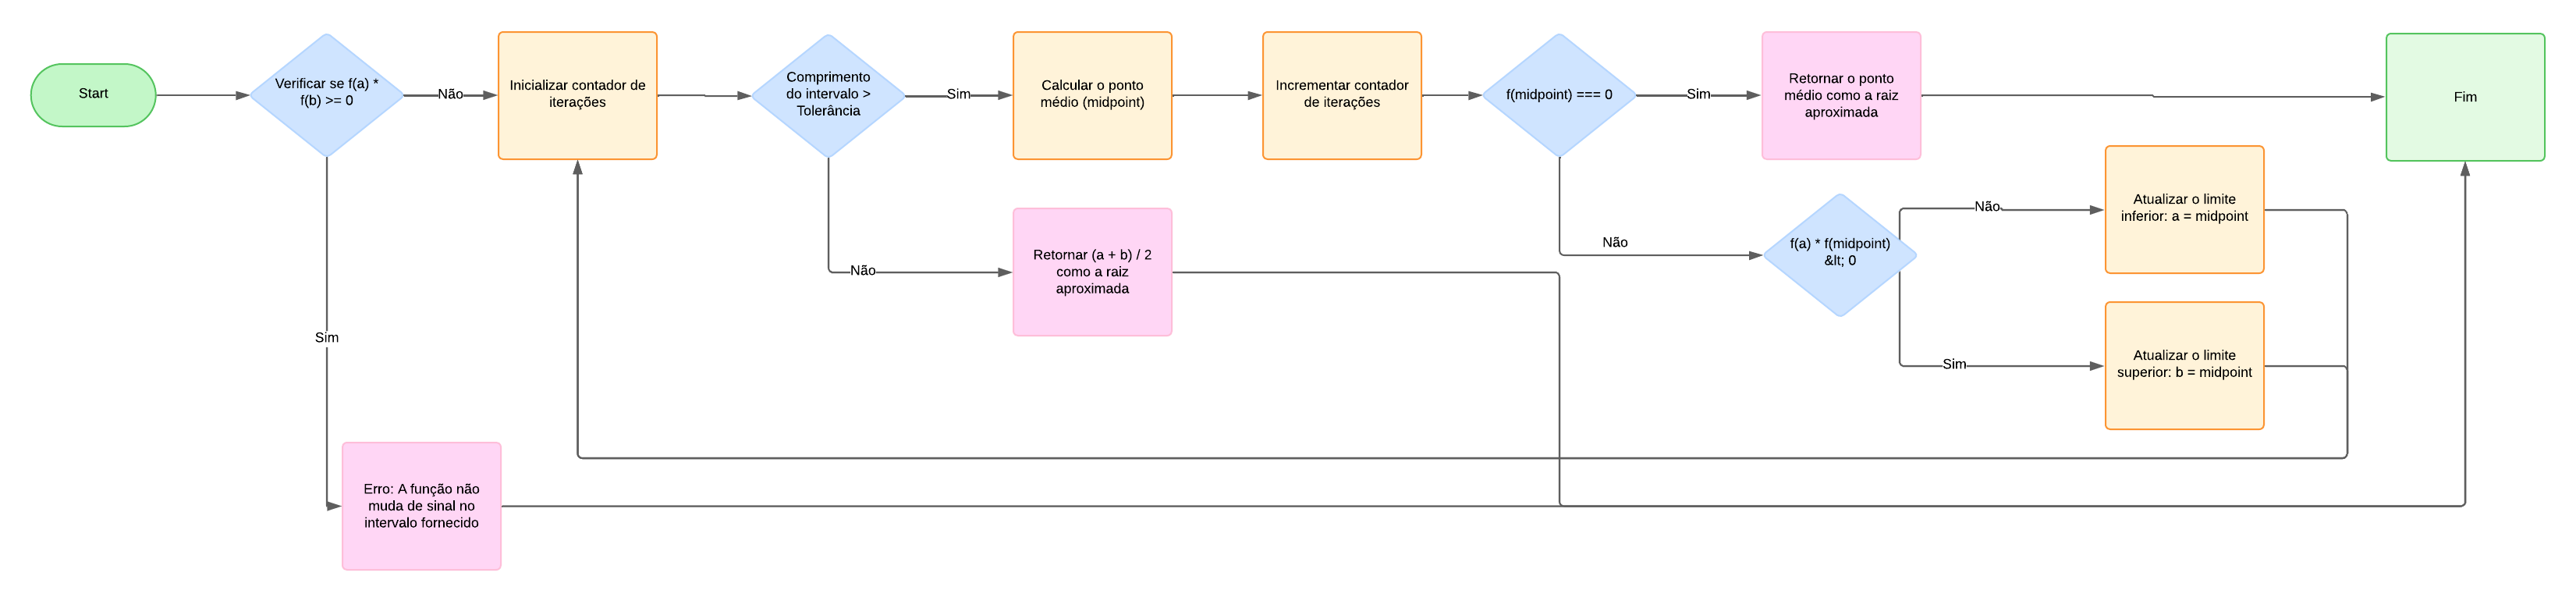 Start
Verificar se f(a) *
f(b) >= 0
Não
Inicializar contador de
iterações
Comprimento
do intervalo >
Tolerância
Sim
Calcular o ponto
médio (midpoint)
Incrementar contador
de iterações
f(midpoint) === 0
Sim
Retornar o ponto
médio como a raiz
aproximada
Fim
Não
Retornar (a + b) / 2
como a raiz
aproximada
Não
f(a) * f(midpoint)
&lt; 0
Não
Atualizar o limite
inferior: a = midpoint
Sim
Atualizar o limite
superior: b = midpoint
Sim
Erro: A função não
muda de sinal no
intervalo fornecido